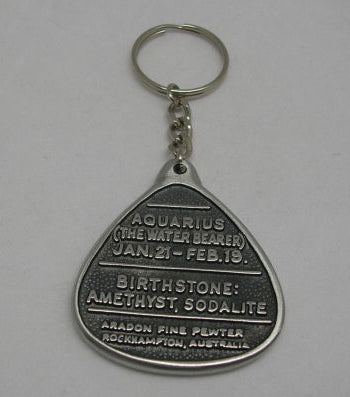 AQUARIUS
(THE WATER BEARER)
JAN. 21 - FEB. 19.
BIRTHSTONE:
AMETHYST, SODALITE
ARADON FINE PEWTER
ROCKHAMPTON, AUSTRALIA